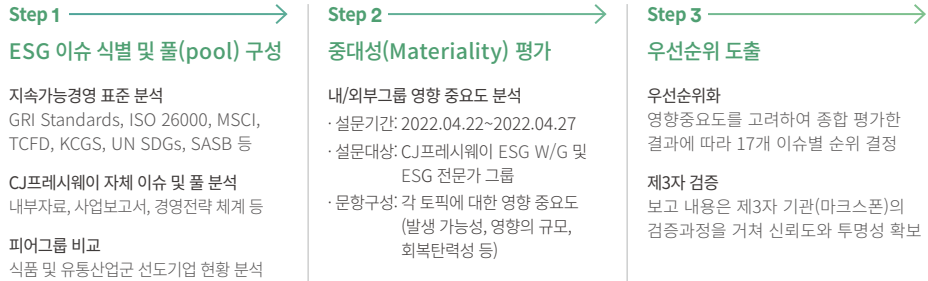 Step 1
ESG 이슈 식별 및 풀(pool) 구성
지속가능경영 표준 분석
GRI Standards, ISO 26000, MSCI,
TCFD, KCGS, UN SDGs, SASB 등
CJ프레시웨이 자체 이슈 및 풀 분석
내부자료, 사업보고서, 경영전략 체계 등
피어그룹 비교
식품 및 유통산업군 선도기업 현황 분석
Step 2
중대성(Materiality) 평가
내/외부그룹 영향 중요도 분석
· 설문기간: 2022.04.22~2022.04.27
· 설문대상: CJ프레시웨이 ESG W/G 및
ESG 전문가 그룹
· 문항구성: 각 토픽에 대한 영향 중요도
(발생 가능성, 영향의 규모,
회복탄력성 등)
Step 3
우선순위 도출
우선순위화
영향중요도를 고려하여 종합 평가한
결과에 따라 17개 이슈별 순위 결정
제3자 검증
보고 내용은 제3자 기관(마크스폰)의
검증과정을 거쳐 신뢰도와 투명성 확보